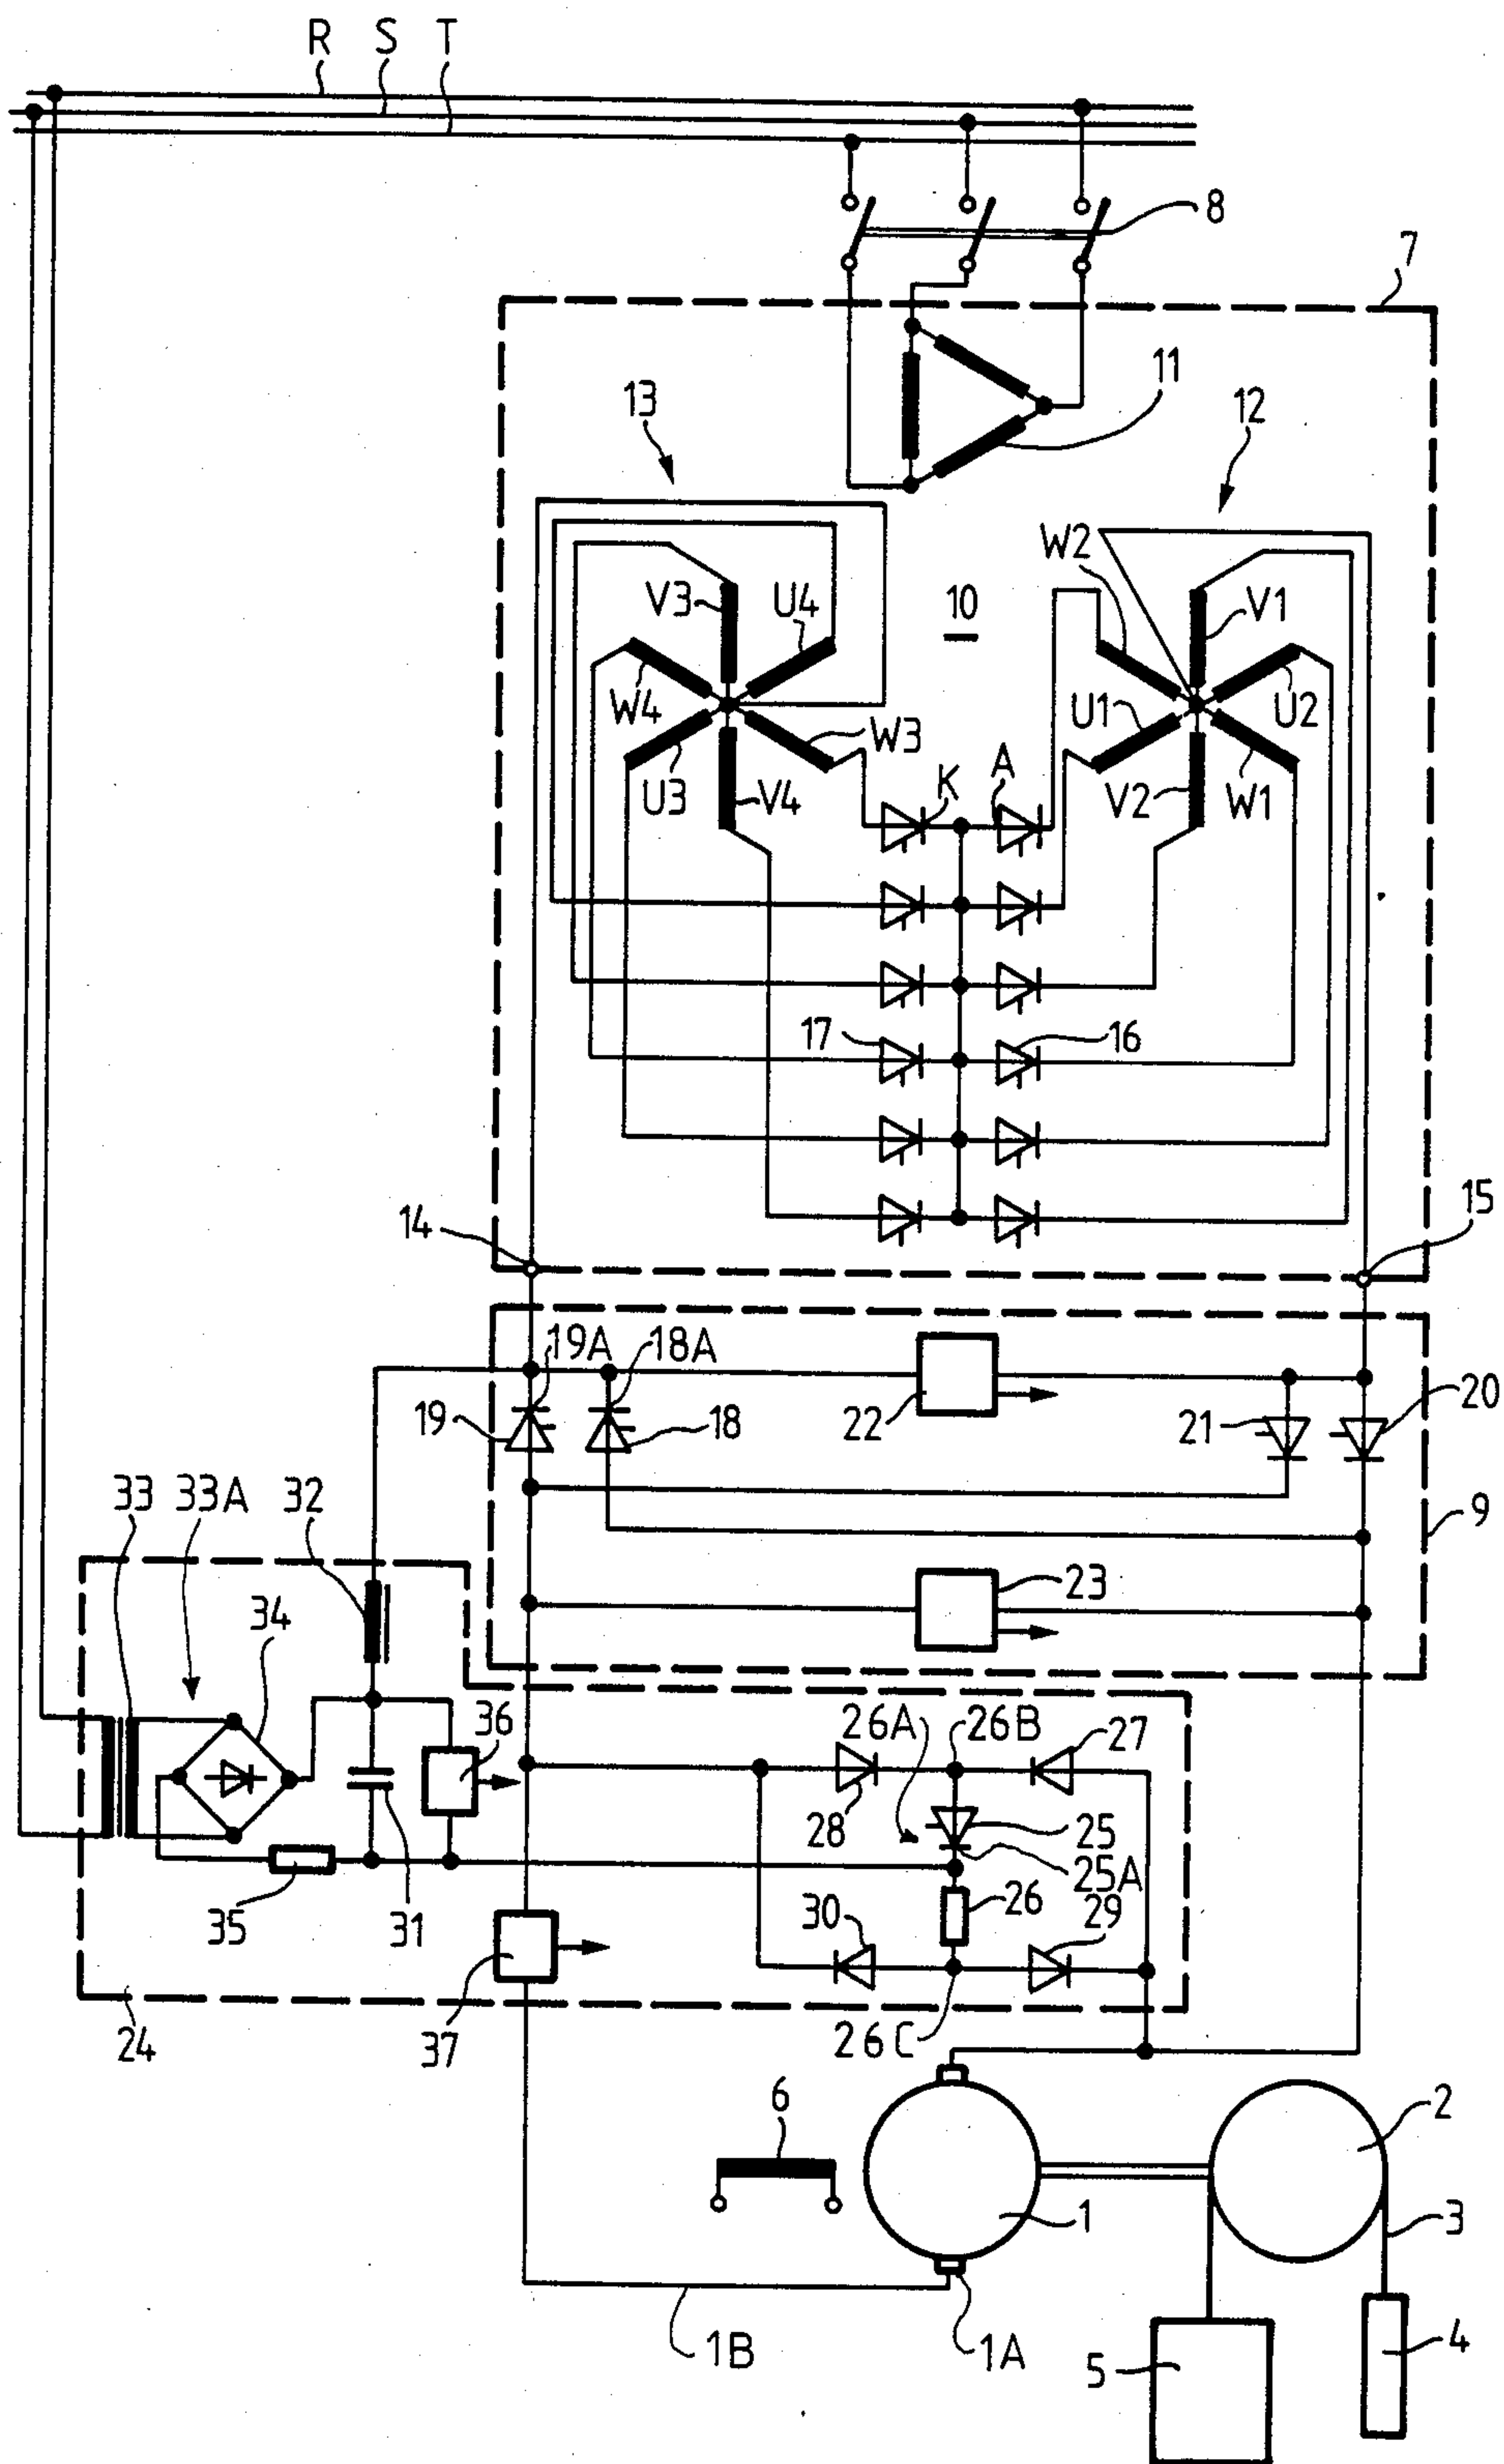 R S T
8
7
11
13
12
W2
V3 U4 10 V1
W4 U1 U2
W3
U3 V4 K A V2 W1
17 16
14 15
19A 18A
19 18 22 21 20
33 33A 32
9
23
34
36 26A 26B 27
28 25
25A
35 31 30 26 29
24 37 26C
6 2
1 3
1B 1A 5 4